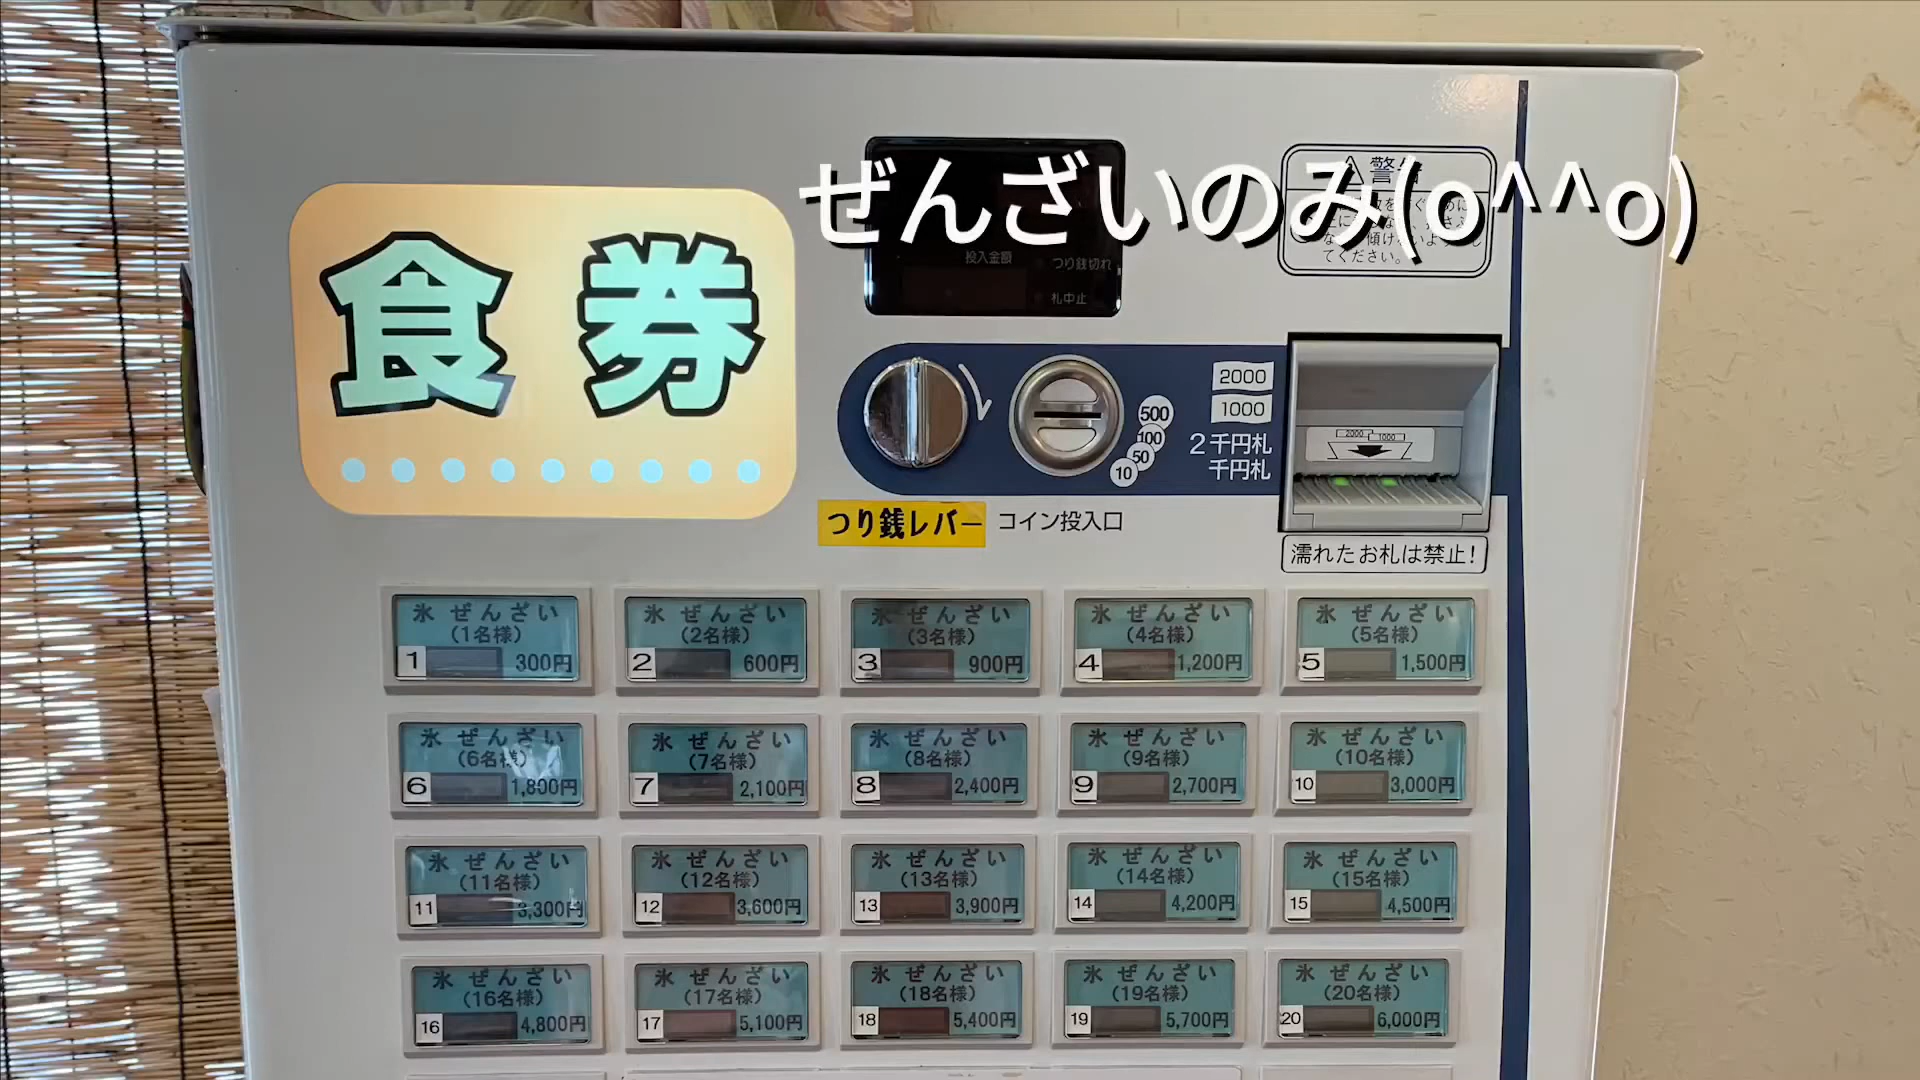 ぜんざいのみ(o^^o)
食券
投入金額
つり銭切れ
札中止
てください。
2000
1000
500
100
50
10
2千円札
千円札
2000 1000
つり銭レバー
コイン投入口
濡れたお札は禁止!
氷 ぜんざい
(1名様)
1 300円
氷 ぜんざい
(2名様)
2 600円
氷 ぜんざい
(3名様)
3 900円
氷 ぜんざい
(4名様)
4 1,200円
氷 ぜんざい
(5名様)
5 1,500円
氷 ぜんざい
(6名様)
6 1,800円
氷 ぜんざい
(7名様)
7 2,100円
氷 ぜんざい
(8名様)
8 2,400円
氷 ぜんざい
(9名様)
9 2,700円
氷 ぜんざい
(10名様)
10 3,000円
氷 ぜんざい
(11名様)
11 3,300円
氷 ぜんざい
(12名様)
12 3,600円
氷 ぜんざい
(13名様)
13 3,900円
氷 ぜんざい
(14名様)
14 4,200円
氷 ぜんざい
(15名様)
15 4,500円
氷 ぜんざい
(16名様)
16 4,800円
氷 ぜんざい
(17名様)
17 5,100円
氷 ぜんざい
(18名様)
18 5,400円
氷 ぜんざい
(19名様)
19 5,700円
氷 ぜんざい
(20名様)
20 6,000円